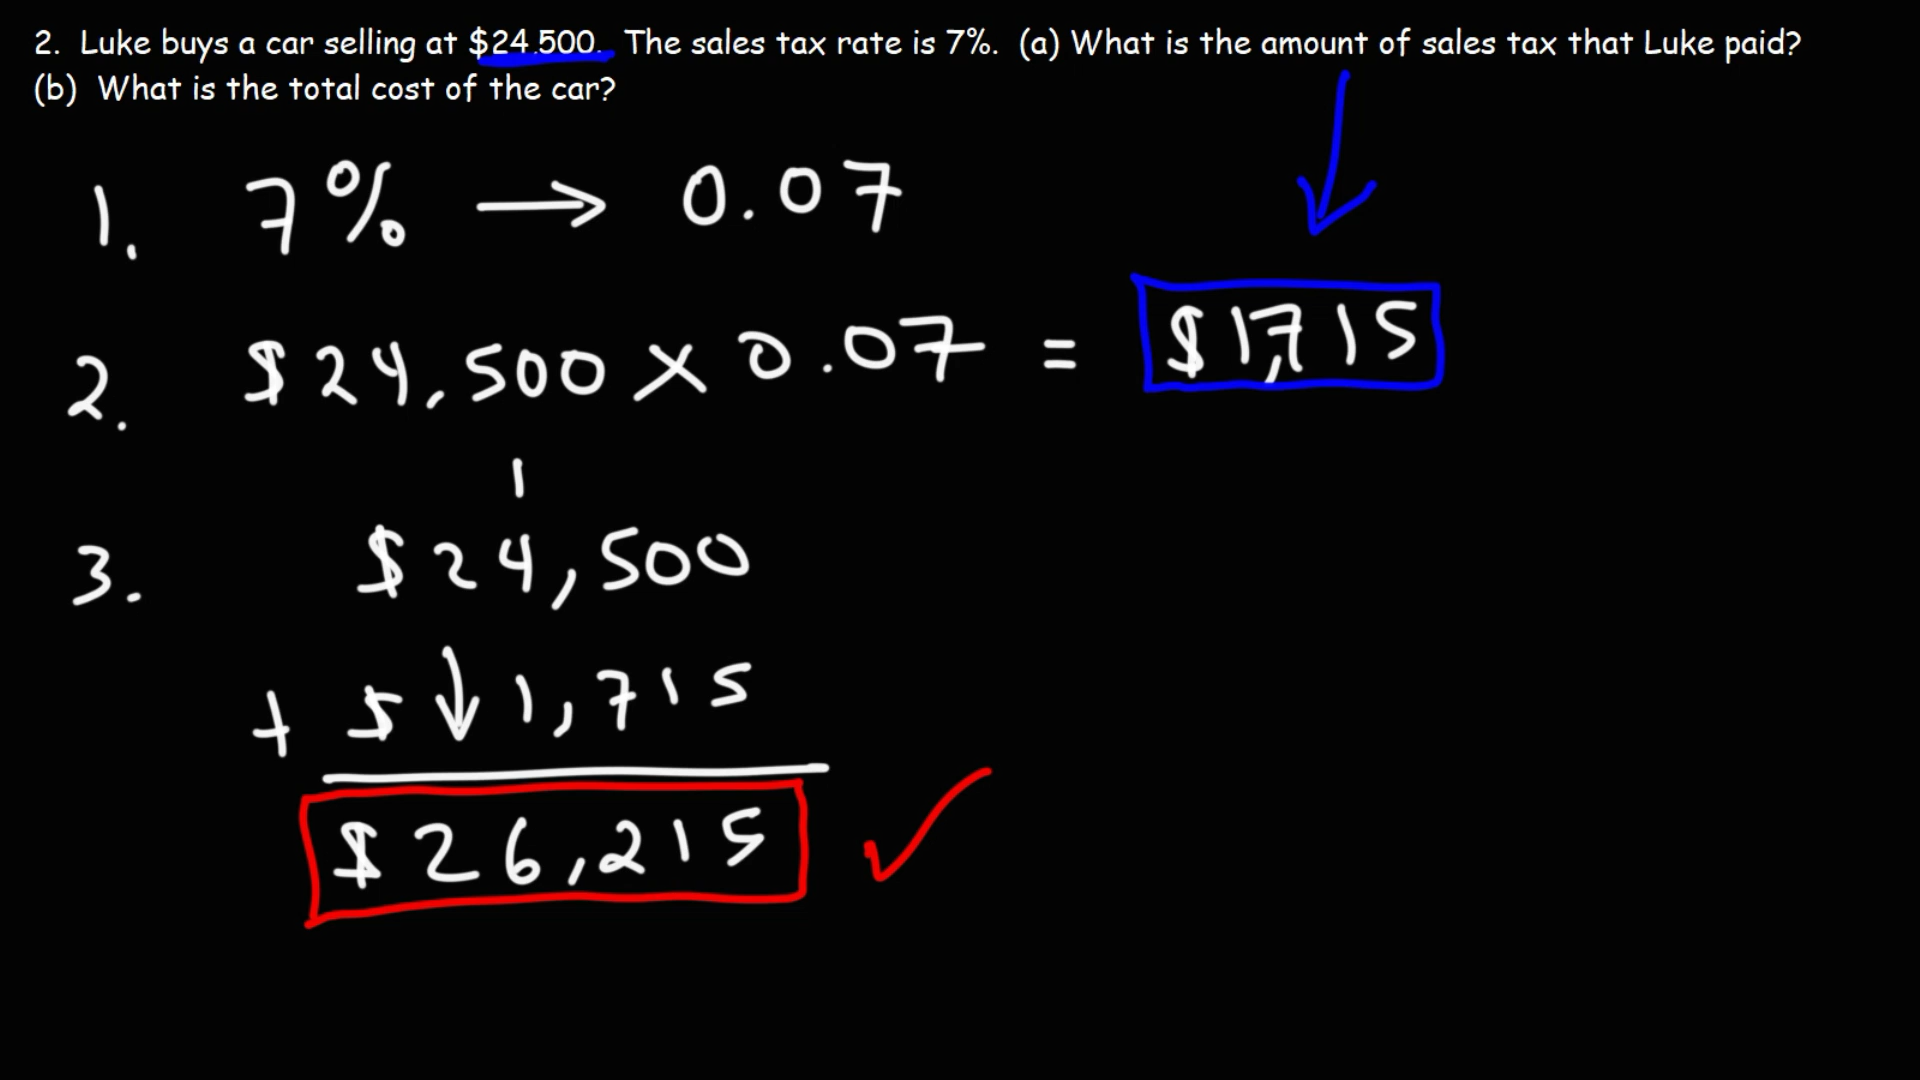 2. Luke buys a car selling at $24,500. The sales tax rate is 7%. (a) What is the amount of sales tax that Luke paid?
(b) What is the total cost of the car?
1. 7% → 0.07
2. $24,500 × 0.07 = $1,715
1
3. $24,500
+ $ ↓ 1,715
$26,215 ✓